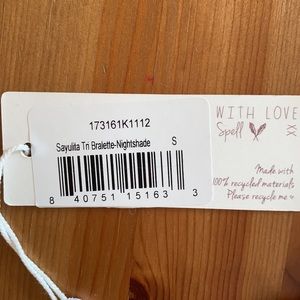 173161K1112
Sayulita Tri Bralette-Nightshade S
8 40751 15163 3
WITH LOVE
Spell
XX
Made with
100% recycled materials
Please recycle me